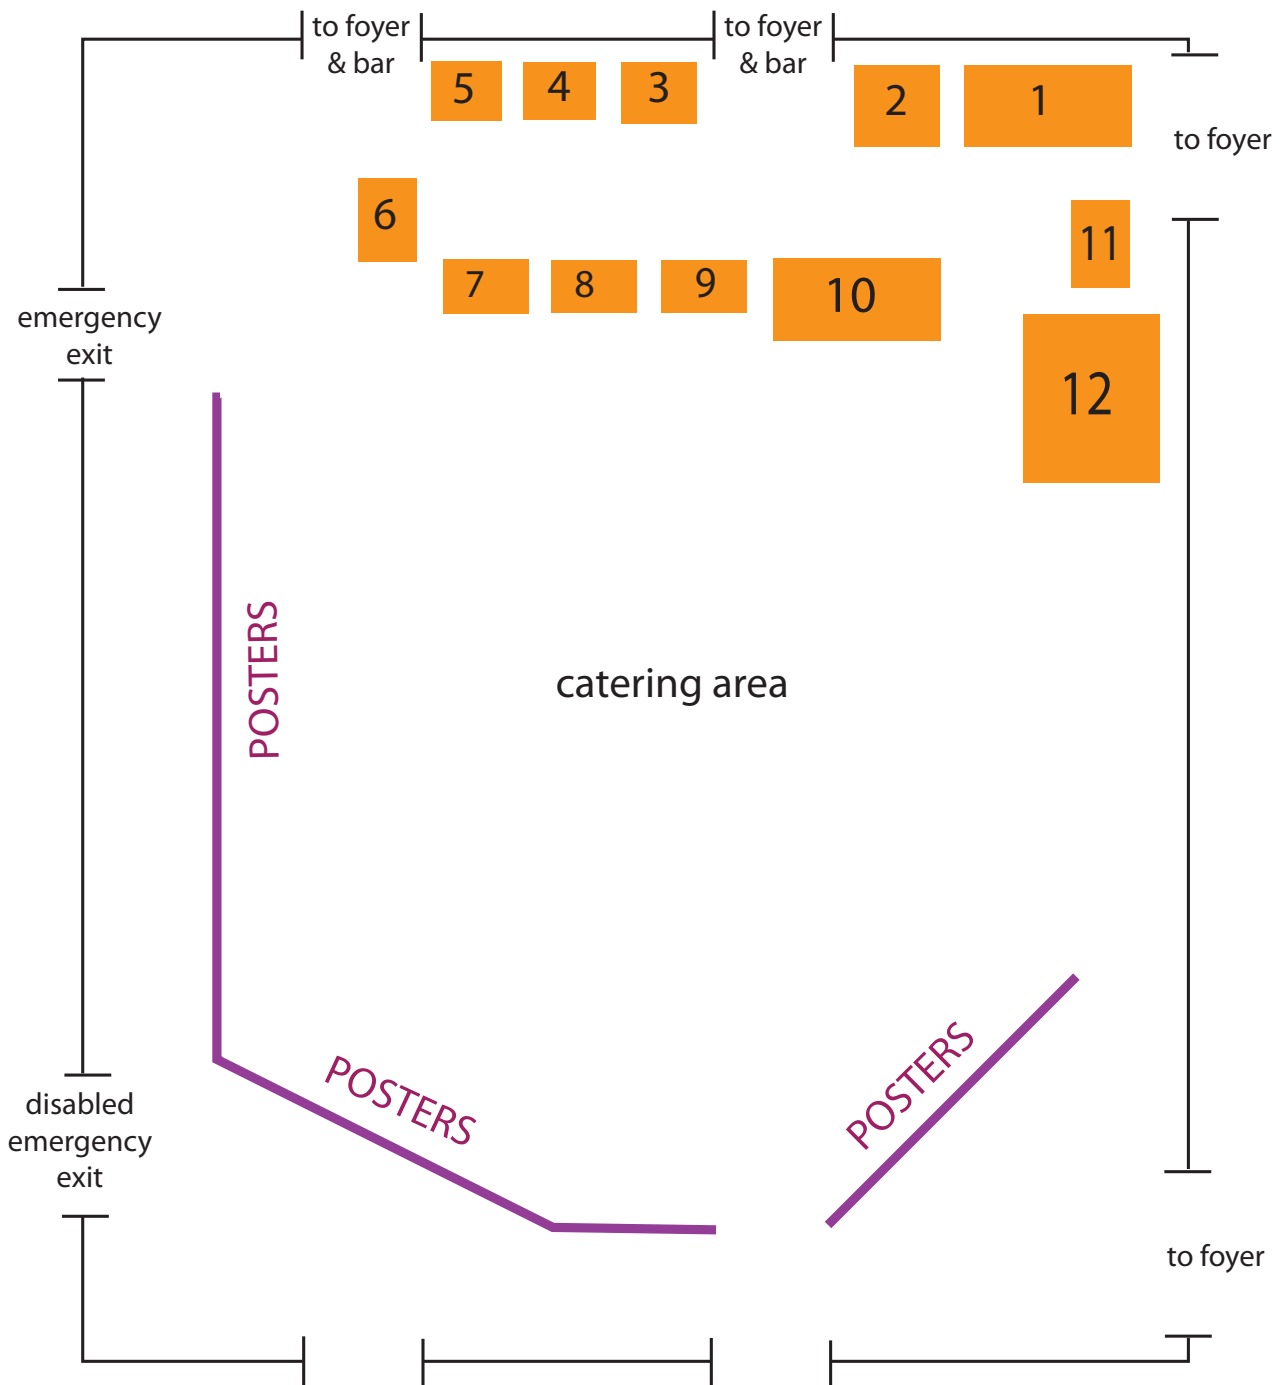 to foyer
& bar
to foyer
& bar
5
4
3
2
1
to foyer
6
11
7
8
9
10
emergency
exit
12
POSTERS
catering area
POSTERS
POSTERS
disabled
emergency
exit
to foyer